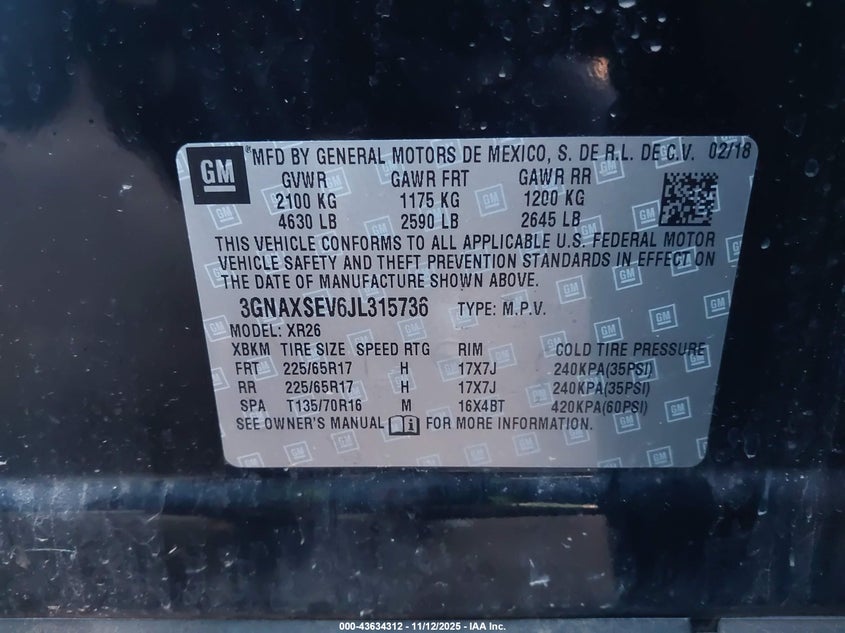 GM ® MFD BY GENERAL MOTORS DE MEXICO, S. DE R.L. DE C.V. 02/18
GVWR GAWR FRT GAWR RR
2100 KG 1175 KG 1200 KG
4630 LB 2590 LB 2645 LB
THIS VEHICLE CONFORMS TO ALL APPLICABLE U.S. FEDERAL MOTOR
VEHICLE SAFETY AND THEFT PREVENTION STANDARDS IN EFFECT ON
THE DATE OF MANUFACTURE SHOWN ABOVE.
3GNAXSEV6JL315736 TYPE: M.P.V.
MODEL: XR26
XBKM TIRE SIZE SPEED RTG RIM COLD TIRE PRESSURE
FRT 225/65R17 H 17X7J 240KPA(35PSI)
RR 225/65R17 H 17X7J 240KPA(35PSI)
SPA T135/70R16 M 16X4BT 420KPA(60PSI)
SEE OWNER'S MANUAL i FOR MORE INFORMATION.
000-43634312 - 11/12/2025 - IAA Inc.